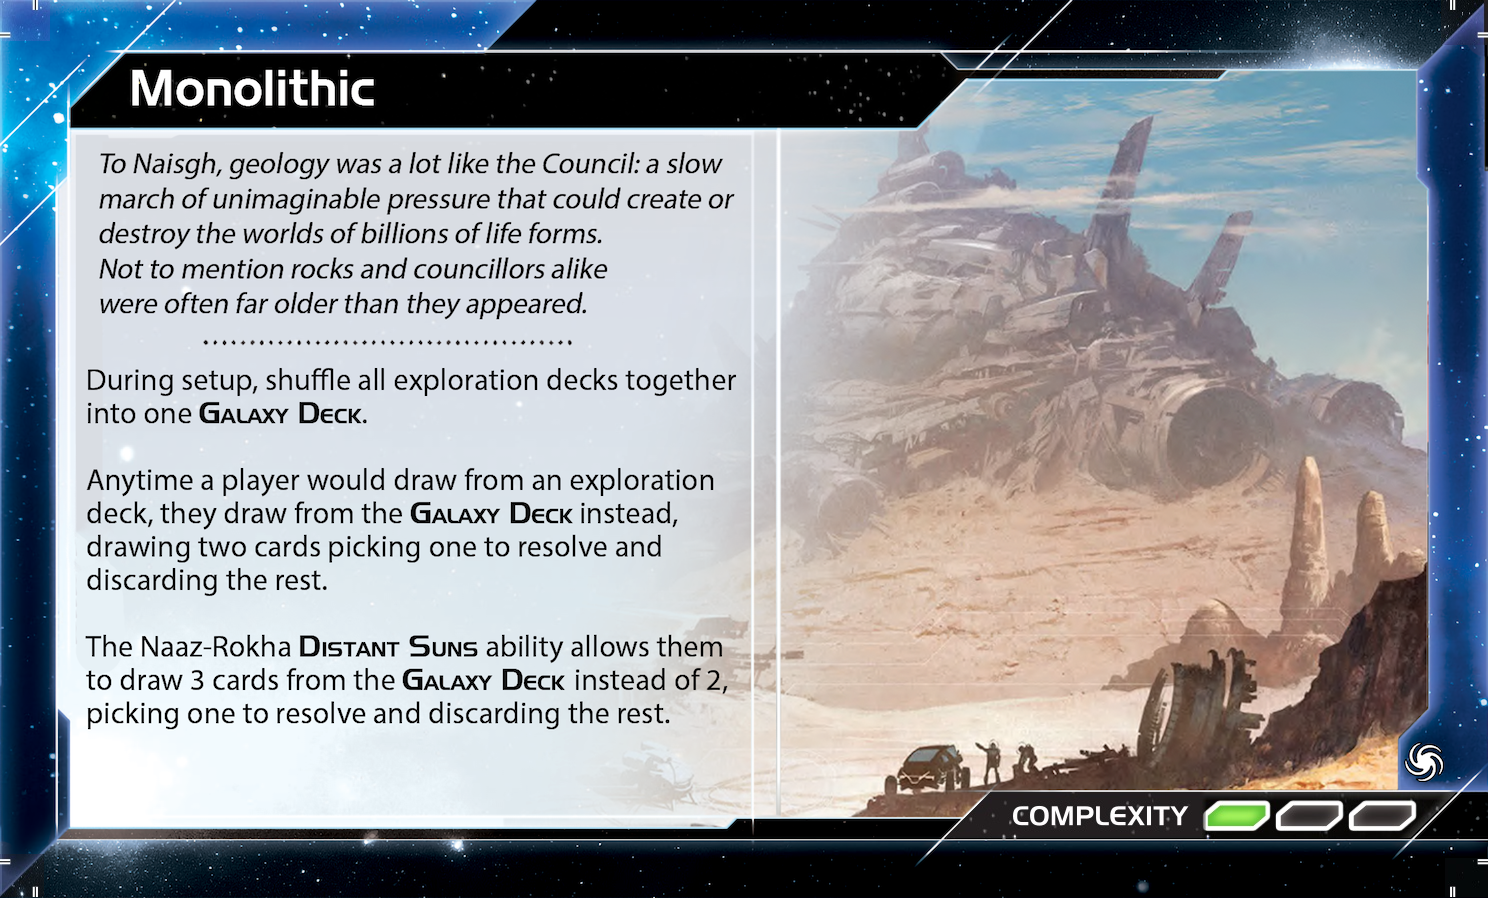 Monolithic
To Naisgh, geology was a lot like the Council: a slow
march of unimaginable pressure that could create or
destroy the worlds of billions of life forms.
Not to mention rocks and councillors alike
were often far older than they appeared.
During setup, shuffle all exploration decks together
into one GALAXY DECK.
Anytime a player would draw from an exploration
deck, they draw from the GALAXY DECK instead,
drawing two cards picking one to resolve and
discarding the rest.
The Naaz-Rokha DISTANT SUNS ability allows them
to draw 3 cards from the GALAXY DECK instead of 2,
picking one to resolve and discarding the rest.
COMPLEXITY